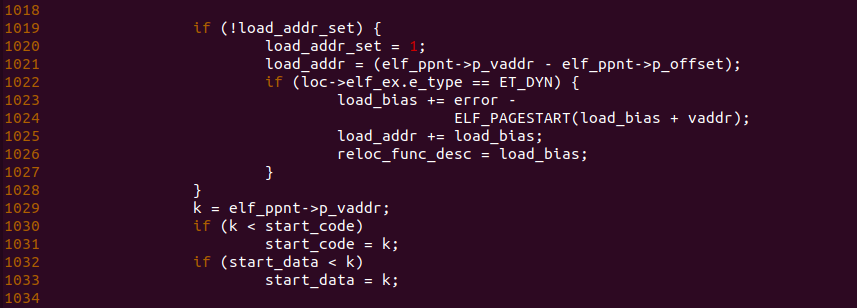 1018
1019 if (!load_addr_set) {
1020 load_addr_set = 1;
1021 load_addr = (elf_ppnt->p_vaddr - elf_ppnt->p_offset);
1022 if (loc->elf_ex.e_type == ET_DYN) {
1023 load_bias += error -
1024 ELF_PAGESTART(load_bias + vaddr);
1025 load_addr += load_bias;
1026 reloc_func_desc = load_bias;
1027 }
1028 }
1029 k = elf_ppnt->p_vaddr;
1030 if (k < start_code)
1031 start_code = k;
1032 if (start_data < k)
1033 start_data = k;
1034